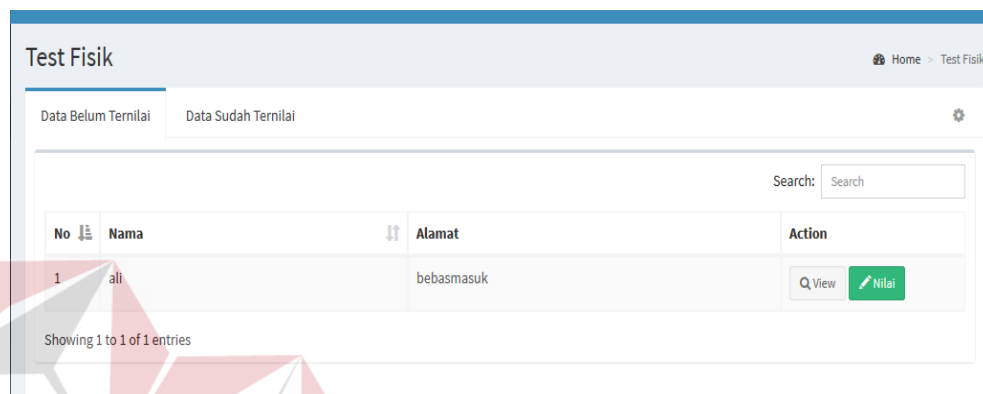 Test Fisik
Home > Test Fisik
Data Belum Ternilai Data Sudah Ternilai
Search: Search
No Nama Alamat Action
1 ali bebasmasuk View Nilai
Showing 1 to 1 of 1 entries